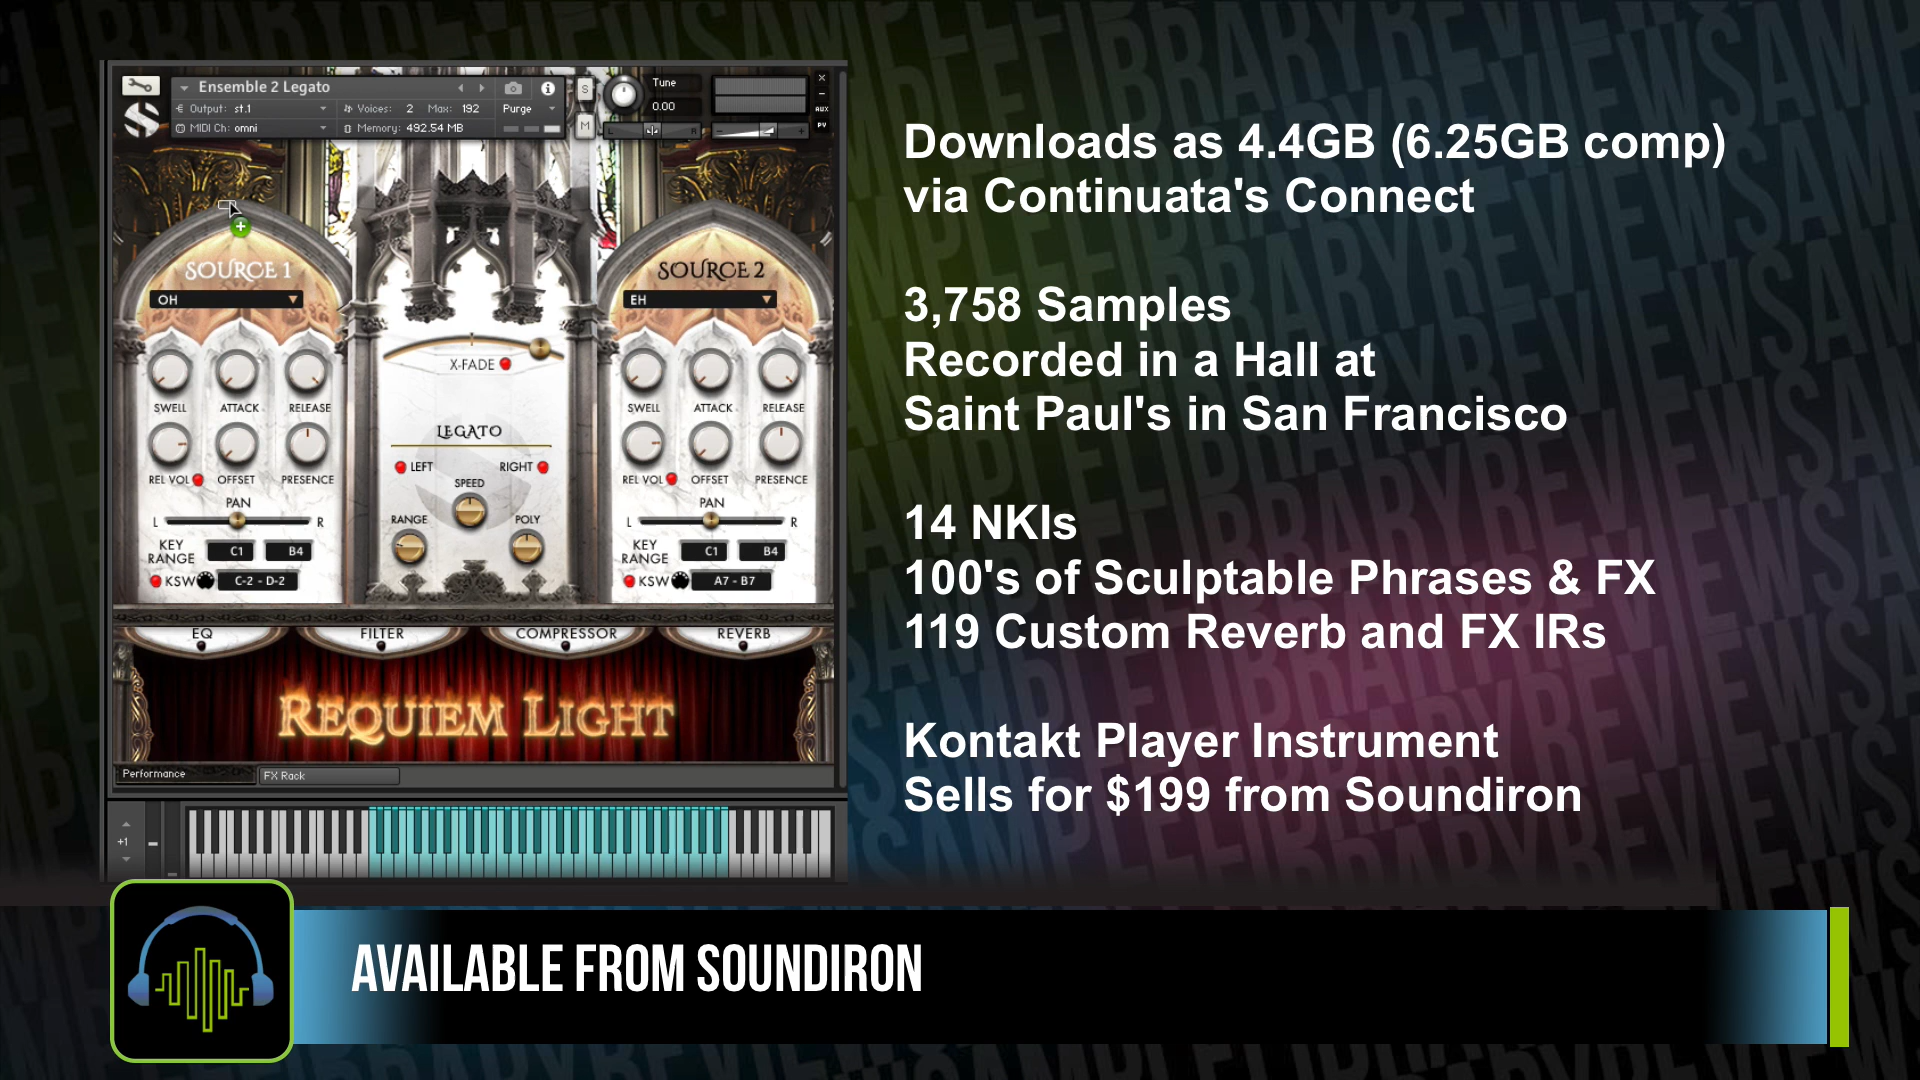 Ensemble 2 Legato
Output: st.1
Voices: 2 Max: 192
Purge
MIDI Ch: omni
Memory: 492.54 MB
S
M
Tune
0.00
L
R
AUX
PV
SOURCE 1
OH
SWELL ATTACK RELEASE
REL VOL OFFSET PRESENCE
PAN
L R
KEY RANGE C1 B4
KSW C-2 - D-2
X-FADE
LEGATO
LEFT RIGHT
SPEED
RANGE POLY
SOURCE 2
EH
SWELL ATTACK RELEASE
REL VOL OFFSET PRESENCE
PAN
L R
KEY RANGE C1 B4
KSW A7 - B7
EQ FILTER COMPRESSOR REVERB
REQUIEM LIGHT
Performance FX Rack
+1
Downloads as 4.4GB (6.25GB comp)
via Continuata's Connect
3,758 Samples
Recorded in a Hall at
Saint Paul's in San Francisco
14 NKIs
100's of Sculptable Phrases & FX
119 Custom Reverb and FX IRs
Kontakt Player Instrument
Sells for $199 from Soundiron
AVAILABLE FROM SOUNDIRON